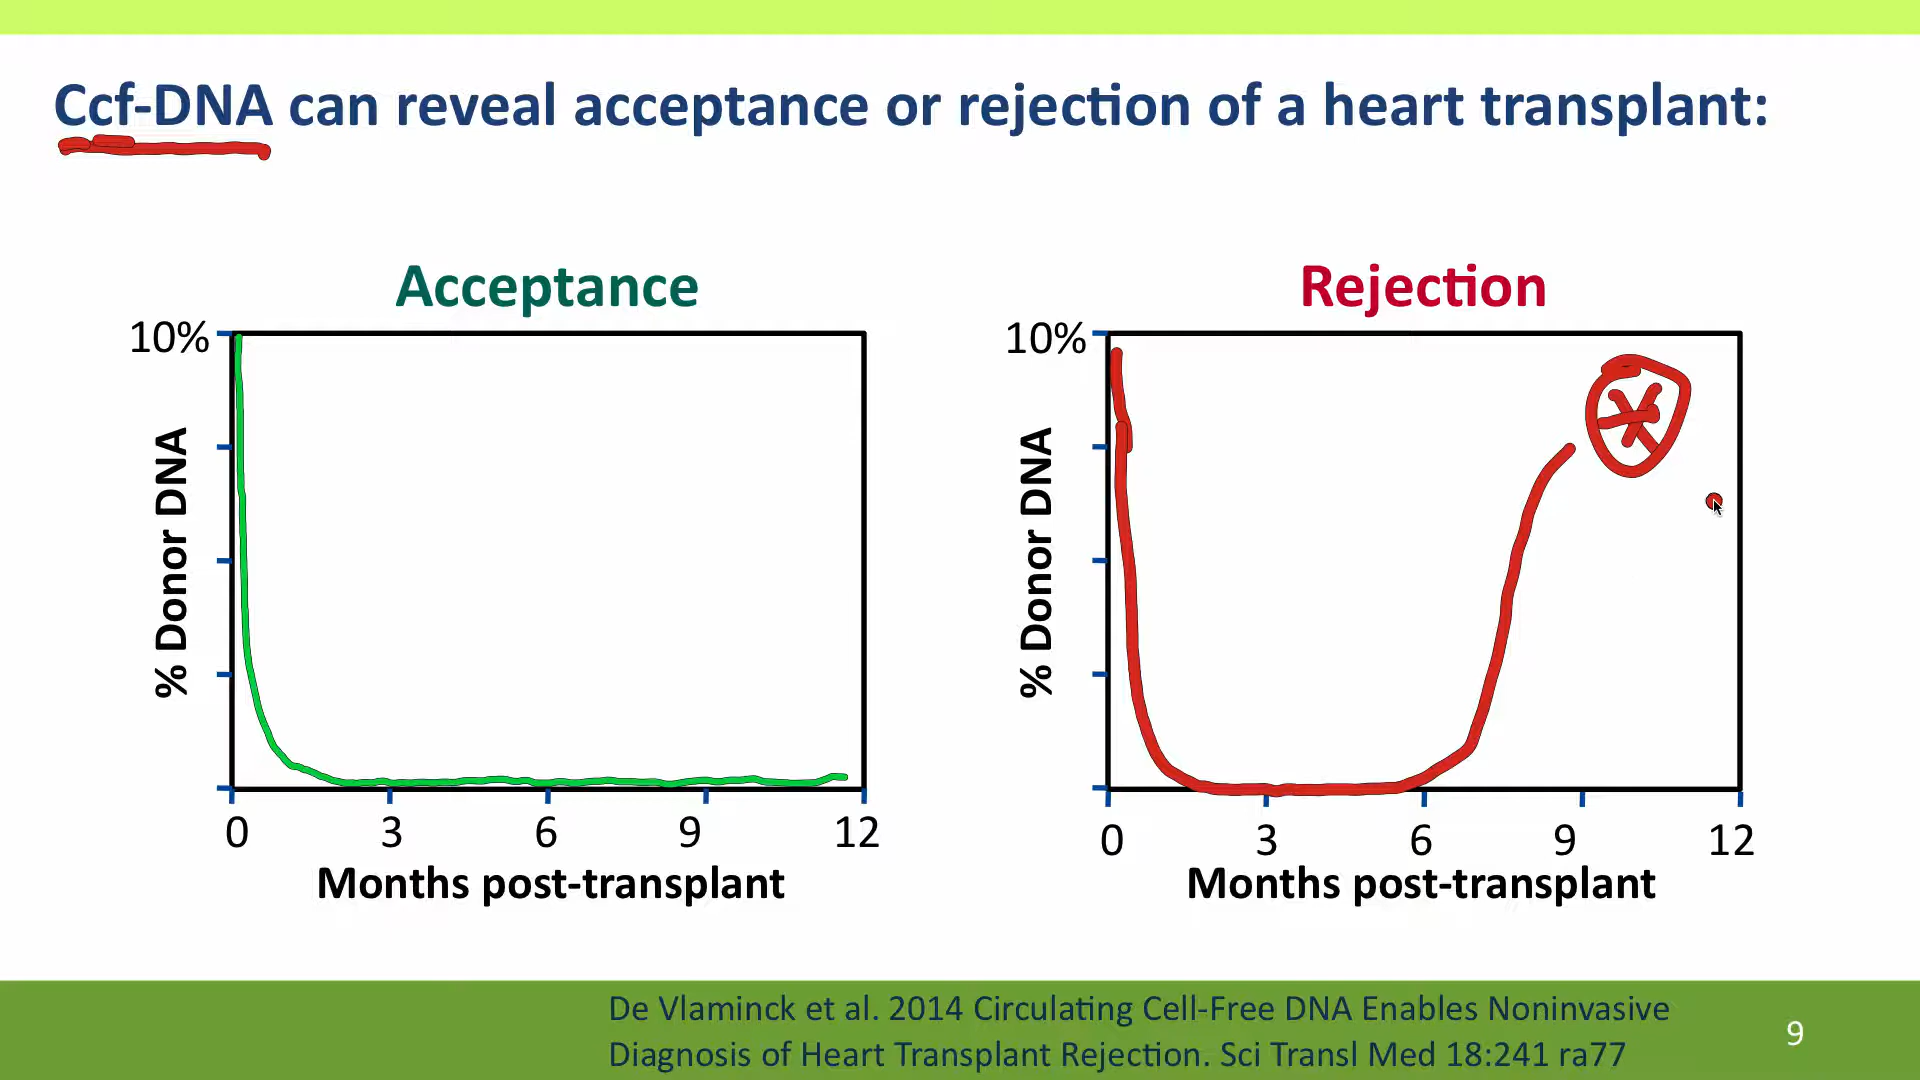 Ccf-DNA can reveal acceptance or rejection of a heart transplant:
Acceptance
10%
% Donor DNA
0 3 6 9 12
Months post-transplant
Rejection
10%
% Donor DNA
0 3 6 9 12
Months post-transplant
De Vlaminck et al. 2014 Circulating Cell-Free DNA Enables Noninvasive
Diagnosis of Heart Transplant Rejection. Sci Transl Med 18:241 ra77
9